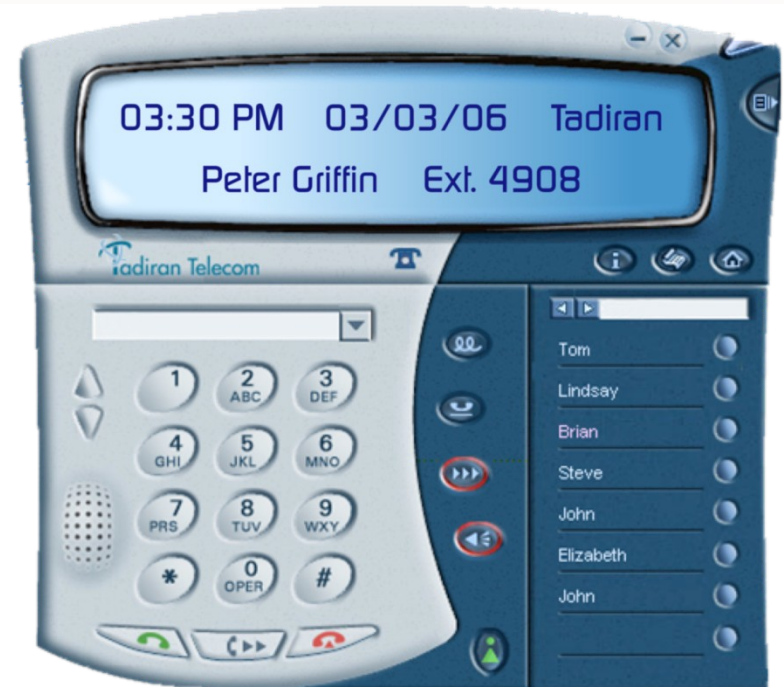 03:30 PM 03/03/06 Tadiran
Peter Griffin Ext. 4908
Tadiran Telecom
Tom
Lindsay
Brian
Steve
John
Elizabeth
John
1
2 ABC
3 DEF
4 GHI
5 JKL
6 MNO
7 PRS
8 TUV
9 WXY
*
0 OPER
#